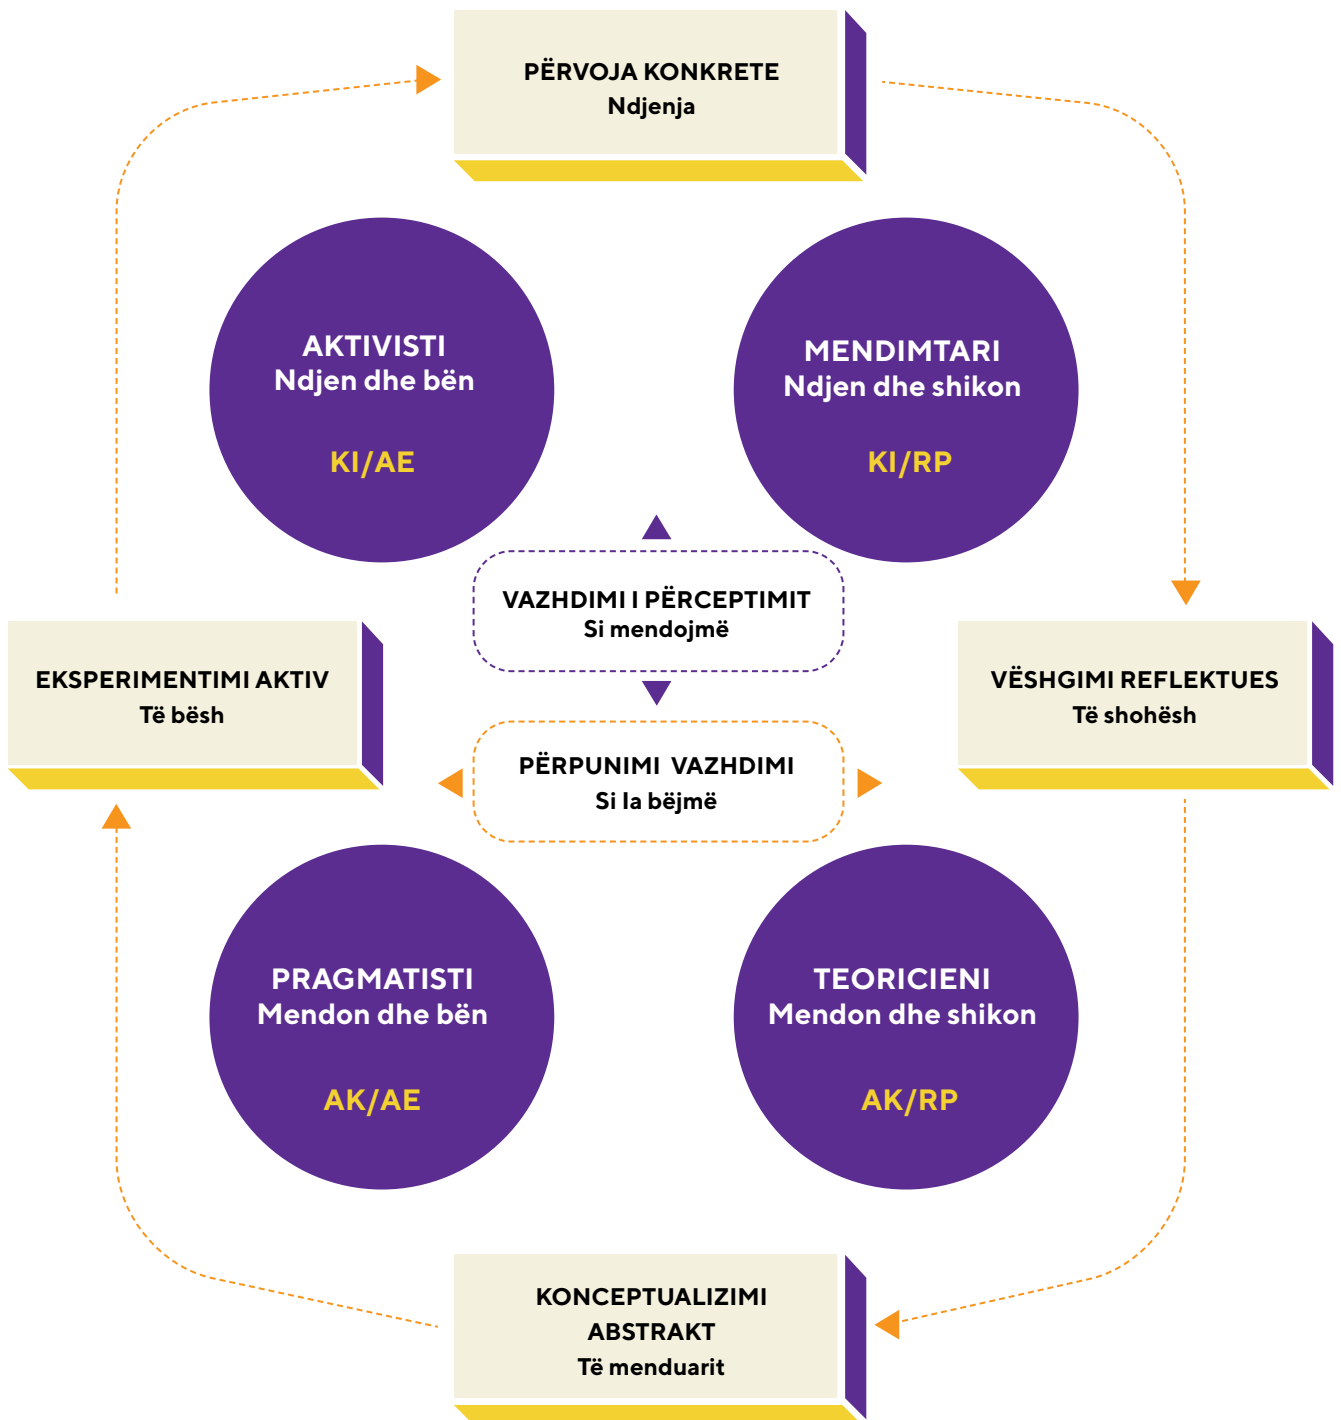 PËRVOJA KONKRETE
Ndjenja
AKTIVISTI
Ndjen dhe bën
KI/AE
MENDIMTARI
Ndjen dhe shikon
KI/RP
VAZHDIMI I PËRCEPTIMIT
Si mendojmë
EKSPERIMENTIMI AKTIV
Të bësh
VËSHGIMI REFLEKTUES
Të shohësh
PËRPUNIMI VAZHDIMI
Si Ia bëjmë
PRAGMATISTI
Mendon dhe bën
AK/AE
TEORICIENI
Mendon dhe shikon
AK/RP
KONCEPTUALIZIMI
ABSTRAKT
Të menduarit